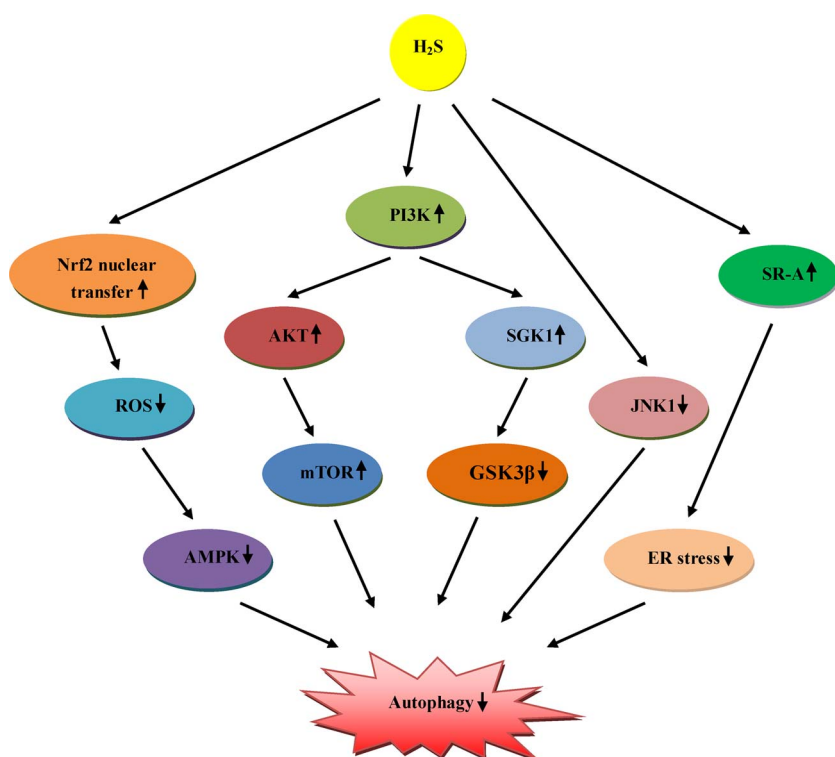 H₂S
PI3K↑
Nrf2 nuclear
transfer↑
SR-A↑
AKT↑
SGK1↑
ROS↓
JNK1↓
mTOR↑
GSK3β↓
AMPK↓
ER stress↓
Autophagy↓